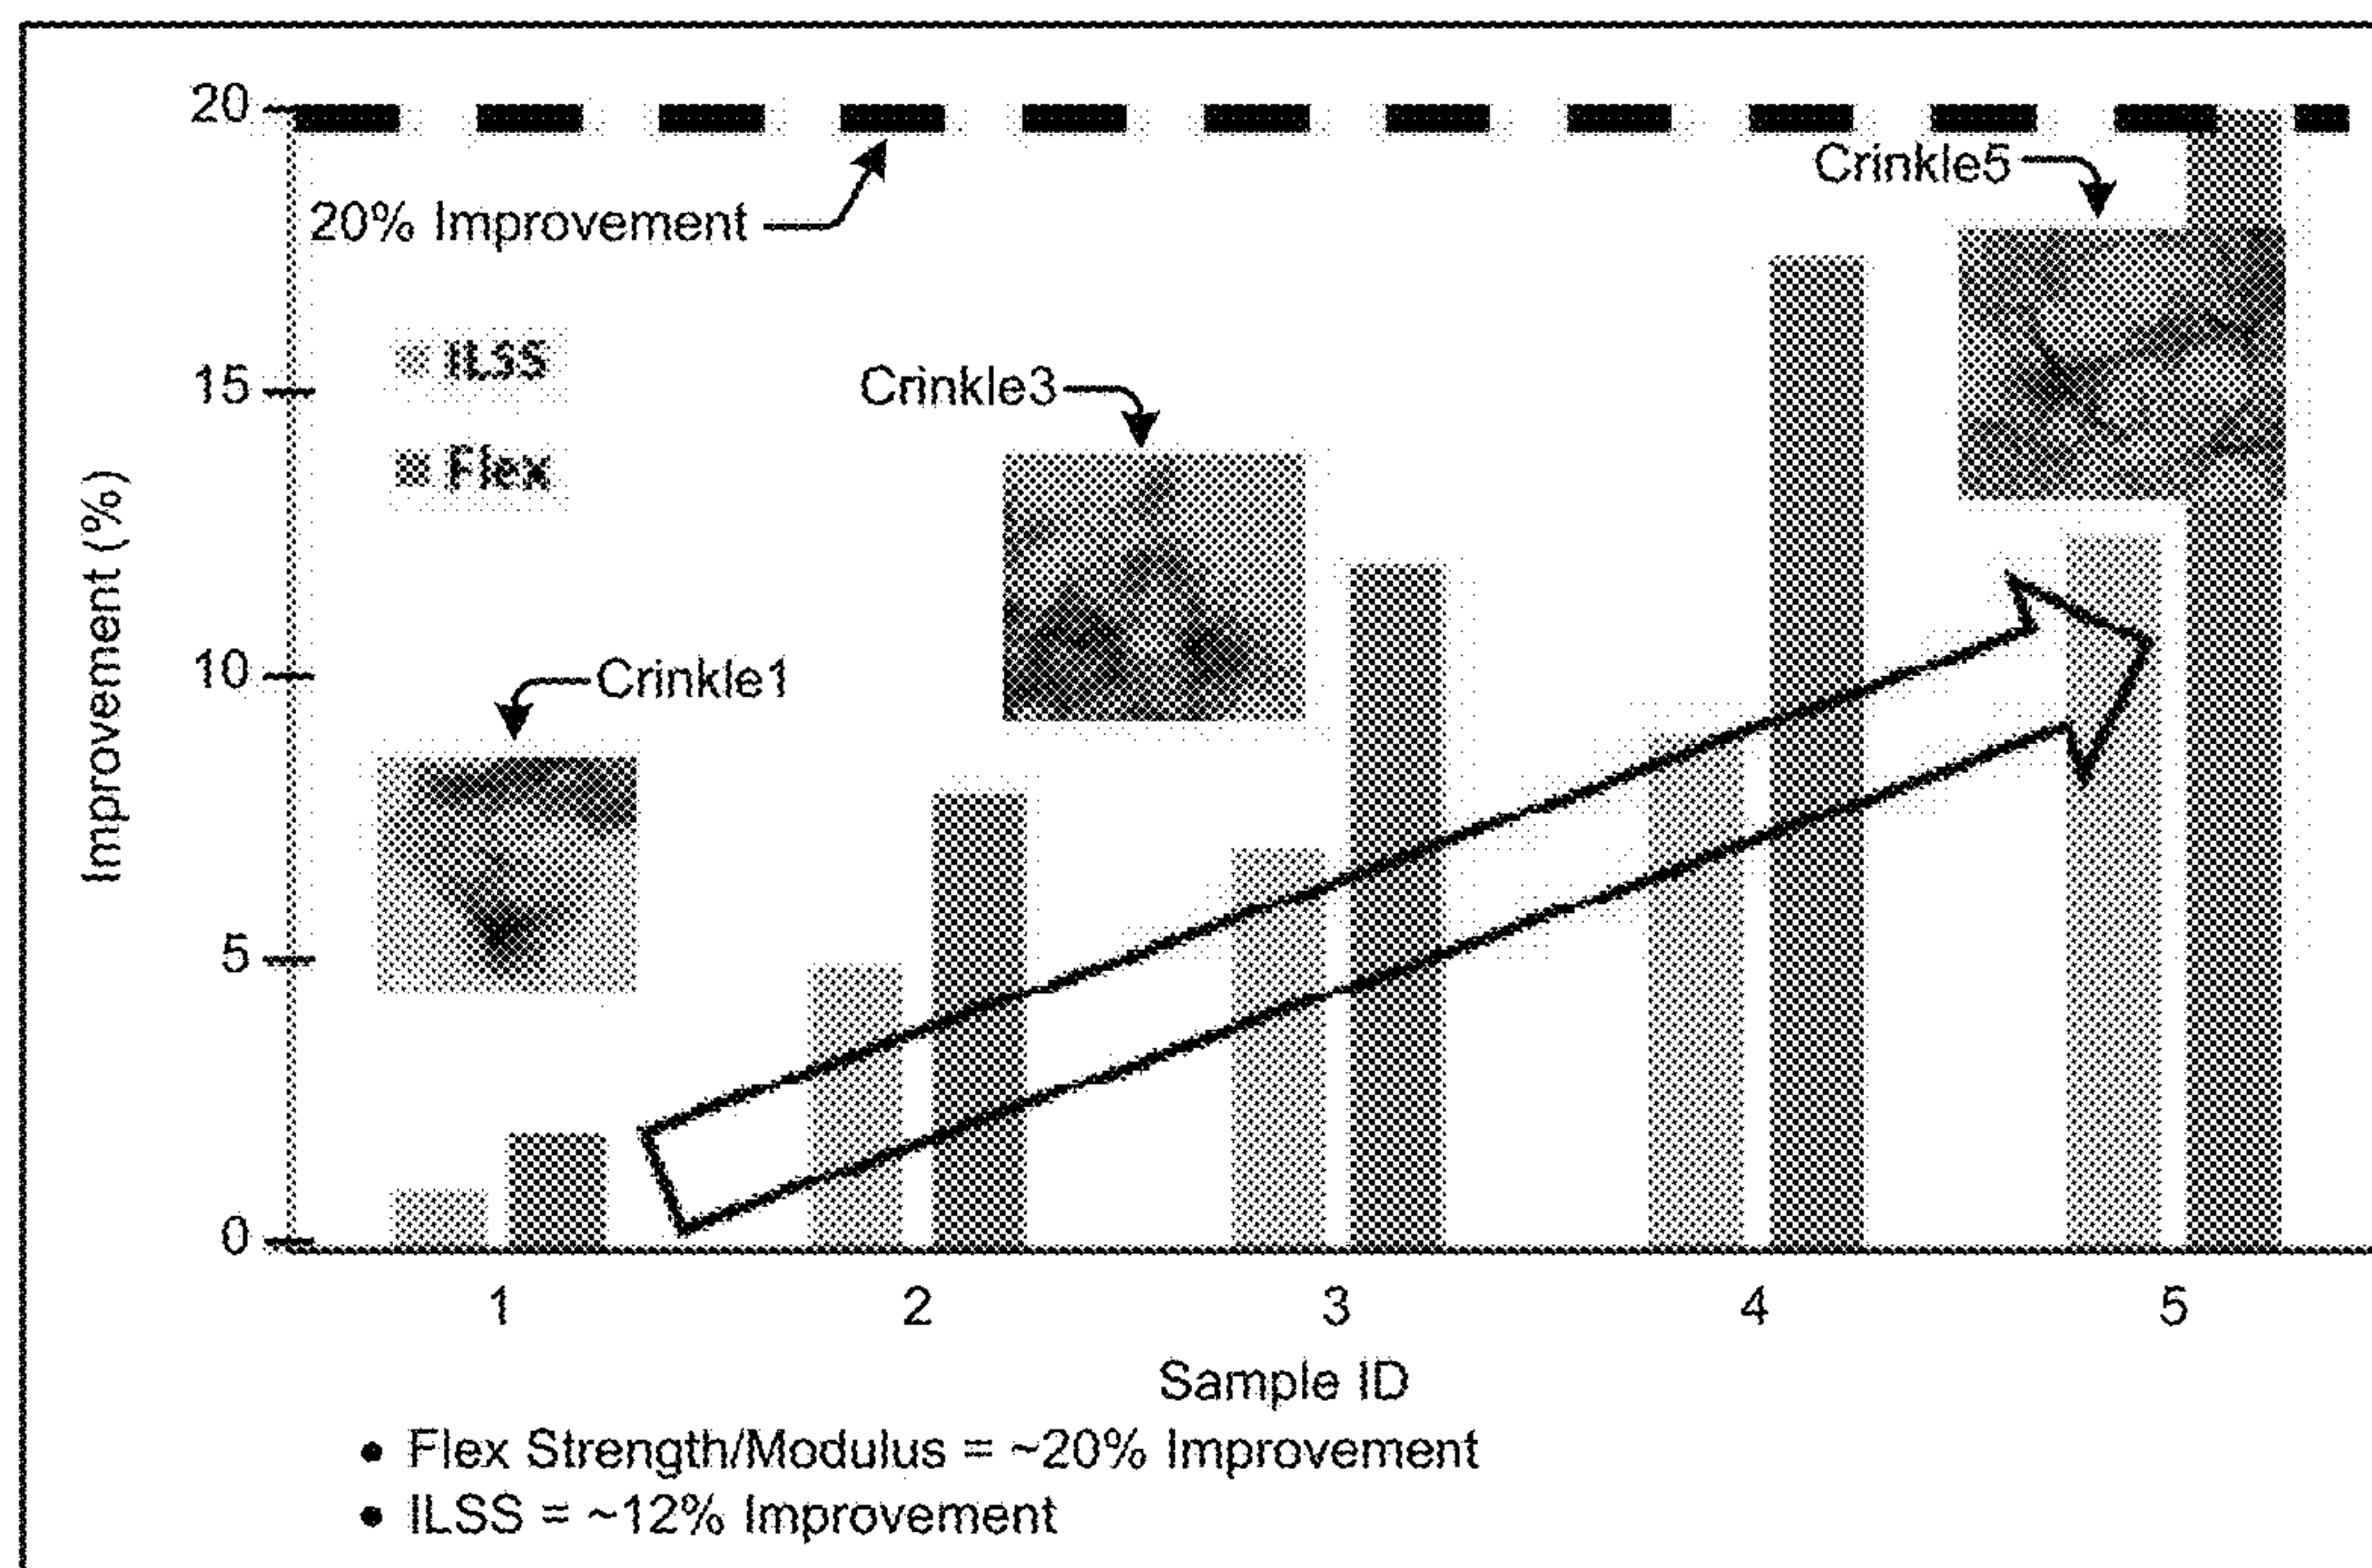 20
20% Improvement
Crinkle5
ILSS
15
Crinkle3
Flex
Improvement (%)
10
Crinkle1
5
0
1 2 3 4 5
Sample ID
• Flex Strength/Modulus = ~20% Improvement
• ILSS = ~12% Improvement